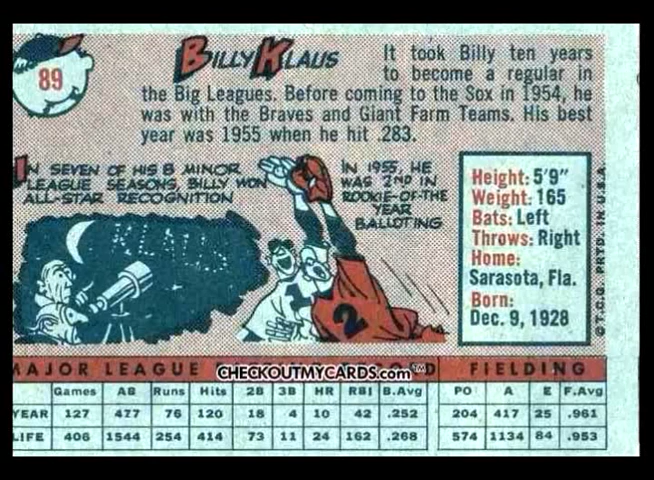 89
BILLY KLAUS
It took Billy ten years
to become a regular in
the Big Leagues. Before coming to the Sox in 1954, he
was with the Braves and Giant Farm Teams. His best
year was 1955 when he hit .283.
IN SEVEN OF HIS 8 MINOR
LEAGUE SEASONS, BILLY WON
ALL-STAR RECOGNITION
KLAUS
IN 1955, HE
WAS 2ND IN
ROOKIE-OF-THE
YEAR
BALLOTING
2
Height: 5'9"
Weight: 165
Bats: Left
Throws: Right
Home:
Sarasota, Fla.
Born:
Dec. 9, 1928
© T.C.G. PRTD. IN U.S.A.
MAJOR LEAGUE
CHECKOUTMYCARDS.com™
FIELDING
Games AB Runs Hits 2B 3B HR RBI B.Avg PO A E F.Avg
YEAR 127 477 76 120 18 4 10 42 .252 204 417 25 .961
LIFE 406 1544 254 414 73 11 24 162 .268 574 1134 84 .953